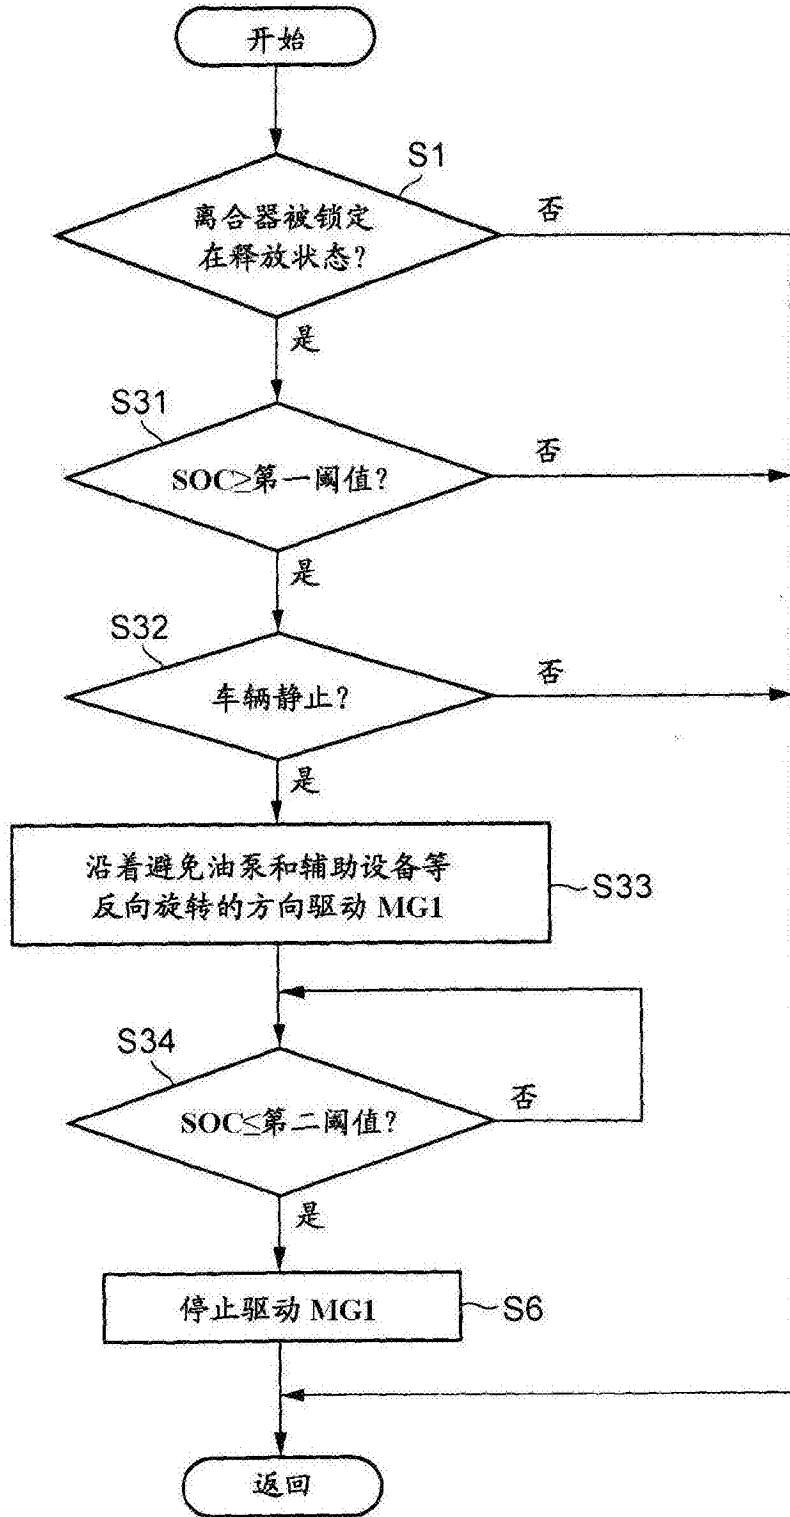 开始
S1
离合器被锁定
在释放状态？
否
是
S31
SOC≥第一阈值？
否
是
S32
车辆静止？
否
是
沿着避免油泵和辅助设备等
反向旋转的方向驱动 MG1
S33
S34
SOC≤第二阈值？
否
是
停止驱动 MG1
S6
返回